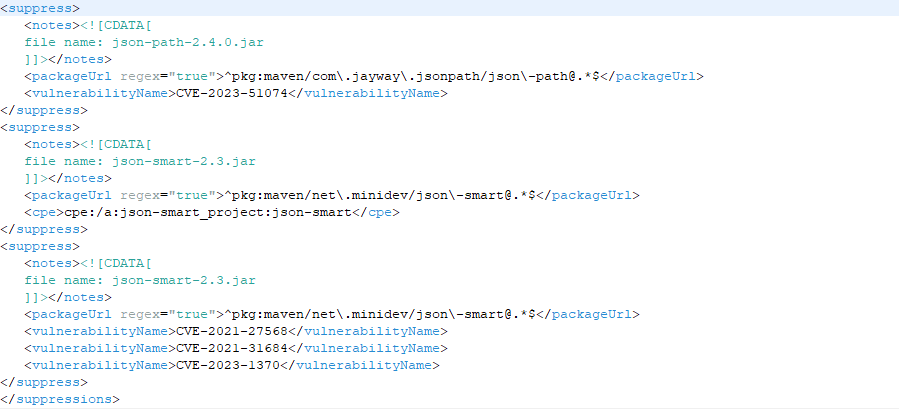 <suppress>
<notes><![CDATA[
file name: json-path-2.4.0.jar
]]></notes>
<packageUrl regex="true">^pkg:maven/com\.jayway\.jsonpath/json\-path@.*$</packageUrl>
<vulnerabilityName>CVE-2023-51074</vulnerabilityName>
</suppress>
<suppress>
<notes><![CDATA[
file name: json-smart-2.3.jar
]]></notes>
<packageUrl regex="true">^pkg:maven/net\.minidev/json\-smart@.*$</packageUrl>
<cpe>cpe:/a:json-smart_project:json-smart</cpe>
</suppress>
<suppress>
<notes><![CDATA[
file name: json-smart-2.3.jar
]]></notes>
<packageUrl regex="true">^pkg:maven/net\.minidev/json\-smart@.*$</packageUrl>
<vulnerabilityName>CVE-2021-27568</vulnerabilityName>
<vulnerabilityName>CVE-2021-31684</vulnerabilityName>
<vulnerabilityName>CVE-2023-1370</vulnerabilityName>
</suppress>
</suppressions>